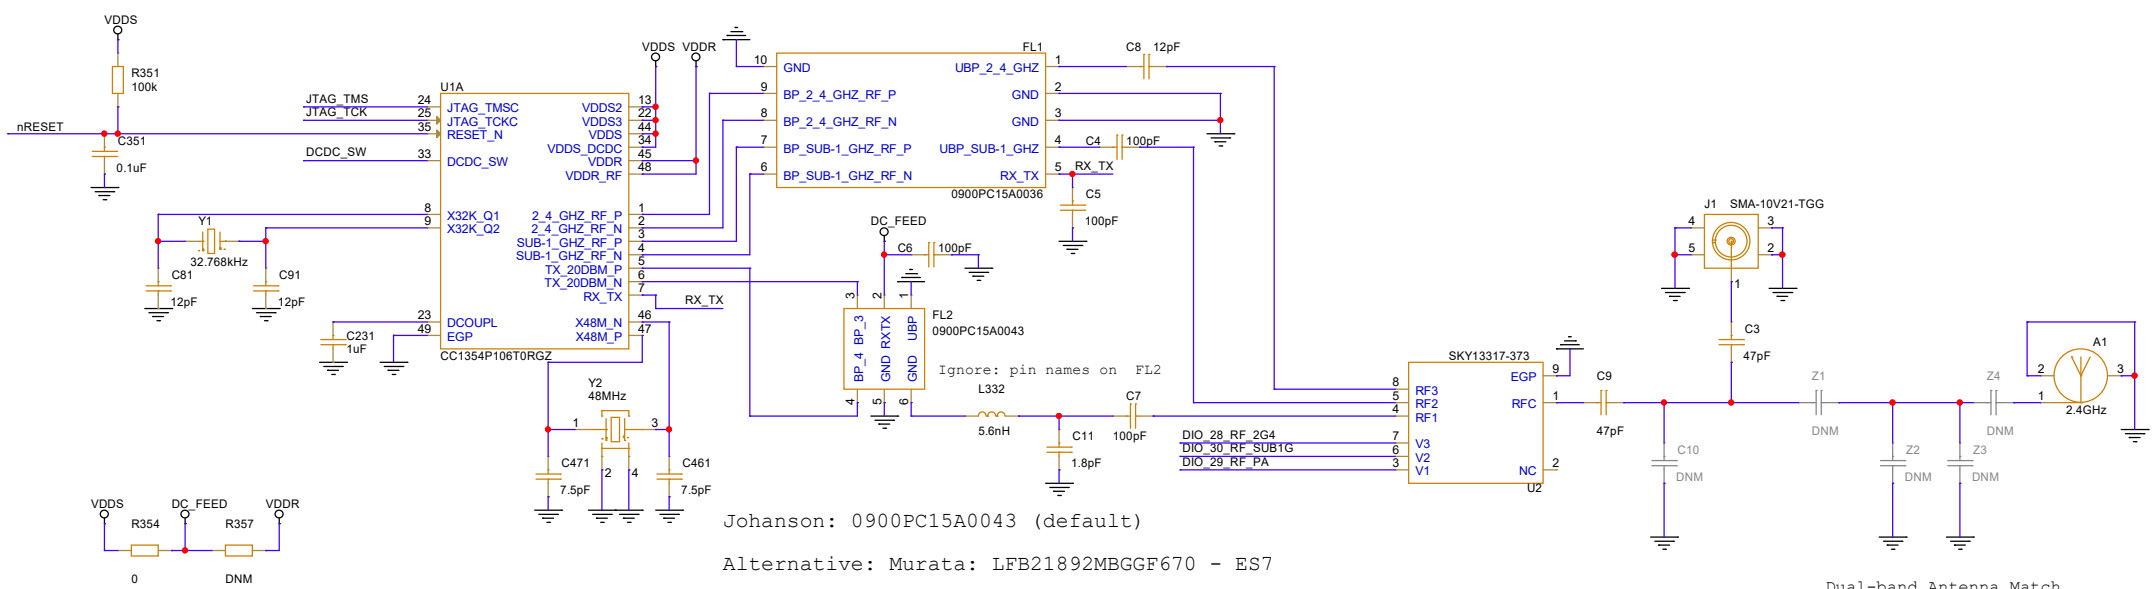 VDDS
R351
100k
nRESET
C351
0.1uF
JTAG_TMS
JTAG_TCK
DCDC_SW
U1A
24 JTAG_TMSC
25 JTAG_TCKC
35 RESET_N
33 DCDC_SW
8 X32K_Q1
9 X32K_Q2
23 DCOUPL
49 EGP
VDDS2 13
VDDS3 22
VDDS 44
VDDS_DCDC 34
VDDR 45
VDDR_RF 48
2_4_GHZ_RF_P 1
2_4_GHZ_RF_N 2
SUB-1_GHZ_RF_P 3
SUB-1_GHZ_RF_N 4
TX_20DBM_P 5
TX_20DBM_N 6
RX_TX 7
X48M_N 46
X48M_P 47
CC1354P106T0RGZ
VDDS VDDR
RX_TX
Y1
32.768kHz
C81
12pF
C91
12pF
C231
1uF
Y2
48MHz
1
3
2
4
C471
7.5pF
C461
7.5pF
FL1
10 GND
9 BP_2_4_GHZ_RF_P
8 BP_2_4_GHZ_RF_N
7 BP_SUB-1_GHZ_RF_P
6 BP_SUB-1_GHZ_RF_N
UBP_2_4_GHZ 1
GND 2
GND 3
UBP_SUB-1_GHZ 4
RX_TX 5
0900PC15A0036
C8 12pF
C4 100pF
RX_TX
C5
100pF
DC_FEED
C6 100pF
3
2
1
FL2
0900PC15A0043
BP_4 BP_3
GND RXTX
GND UBP
4
5
6
Ignore: pin names on FL2
L332
5.6nH
C11
1.8pF
C7
100pF
SKY13317-373
8 RF3
5 RF2
4 RF1
7 V3
6 V2
3 V1
EGP 9
RFC 1
NC 2
U2
DIO_28_RF_2G4
DIO_30_RF_SUB1G
DIO_29_RF_PA
C9
47pF
C10
DNM
J1 SMA-10V21-TGG
4
5
3
2
1
C3
47pF
Z1
DNM
Z2
DNM
Z3
DNM
Z4
DNM
A1
2
3
1
2.4GHz
VDDS
DC_FEED
VDDR
R354
0
R357
DNM
Johanson: 0900PC15A0043 (default)
Alternative: Murata: LFB21892MBGGF670 - ES7
Dual-band Antenna Match